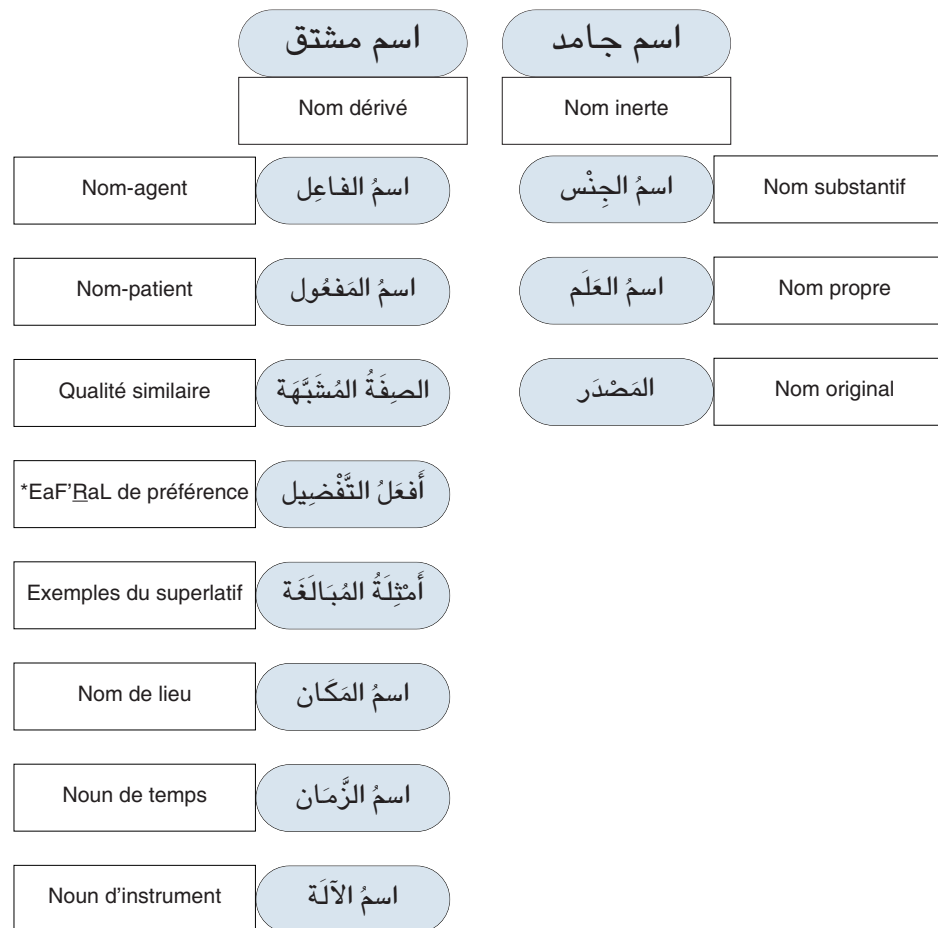 اسم مشتق
اسم جامد
Nom dérivé
Nom inerte
Nom-agent
اسمُ الفاعِل
اسمُ الجِنْس
Nom substantif
Nom-patient
اسمُ المَفعُول
اسمُ العَلَم
Nom propre
Qualité similaire
الصِفَةُ المُشَبَّهَة
المَصْدَر
Nom original
*EaF’RaL de préférence
أَفعَلُ التَّفْضِيل
Exemples du superlatif
أَمْثِلَةُ المُبَالَغَة
Nom de lieu
اسمُ المَكَان
Noun de temps
اسمُ الزَّمَان
Noun d’instrument
اسمُ الآلَة